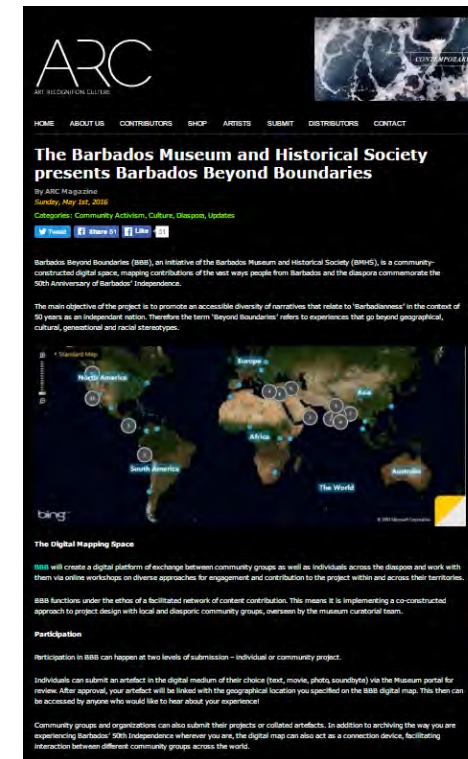 ARC
ART. RECOGNITION. CULTURE.
CONTEMPORARY
HOME ABOUT US CONTRIBUTORS SHOP ARTISTS SUBMIT DISTRIBUTORS CONTACT
The Barbados Museum and Historical Society
presents Barbados Beyond Boundaries
By ARC Magazine
Sunday, May 1st, 2016
Categories: Community Activism, Culture, Diaspora, Updates
Tweet Share 51 Like 51
Barbados Beyond Boundaries (BBB), an initiative of the Barbados Museum and Historical Society (BMHS), is a community-
constructed digital space, mapping contributions of the vast ways people from Barbados and the diaspora commemorate the
50th Anniversary of Barbados' Independence.
The main objective of the project is to promote an accessible diversity of narratives that relate to 'Barbadianness' in the context of
50 years as an independant nation. Therefore the term 'Beyond Boundaries' refers to experiences that go beyond geographical,
cultural, generational and racial stereotypes.
Standard Map
Europe
North America
Asia
Africa
South America
Australia
The World
bing
The Digital Mapping Space
BBB will create a digital platform of exchange between community groups as well as individuals across the diaspora and work with
them via online workshops on diverse approaches for engagement and contribution to the project within and across their territories.
BBB functions under the ethos of a facilitated network of content contribution. This means it is implementing a co-constructed
approach to project design with local and diasporic community groups, overseen by the museum curatorial team.
Participation
Participation in BBB can happen at two levels of submission – individual or community project.
Individuals can submit an artefact in the digital medium of their choice (text, movie, photo, soundbyte) via the Museum portal for
review. After approval, your artefact will be linked with the geographical location you specified on the BBB digital map. This then can
be accessed by anyone who would like to hear about your experience!
Community groups and organizations can also submit their projects or collated artefacts. In addition to archiving the way you are
experiencing Barbados' 50th Independence wherever you are, the digital map can also act as a connection device, facilitating
interaction between different community groups across the world.